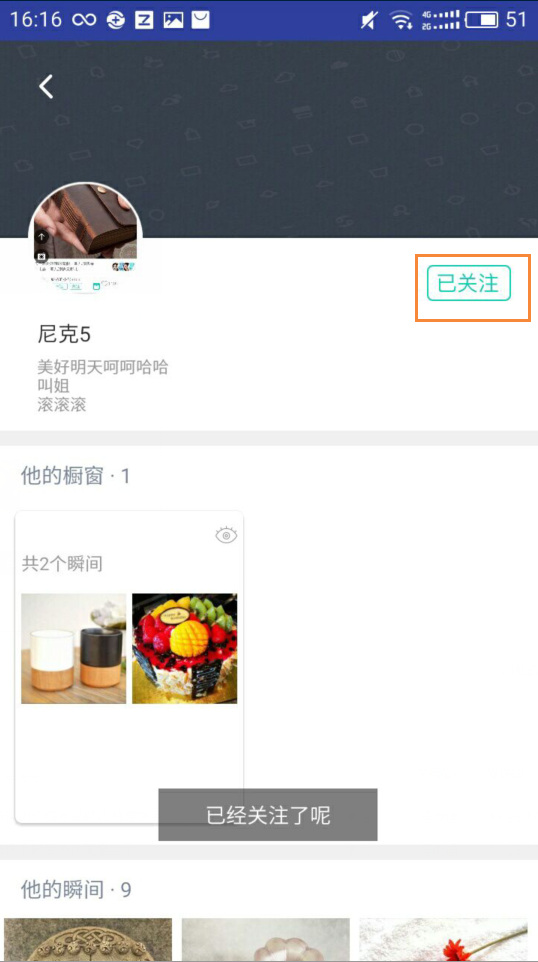 16:16
4G
2G
51
已关注
尼克5
美好明天呵呵哈哈
叫姐
滚滚滚
他的橱窗 · 1
共2个瞬间
已经关注了呢
他的瞬间 · 9